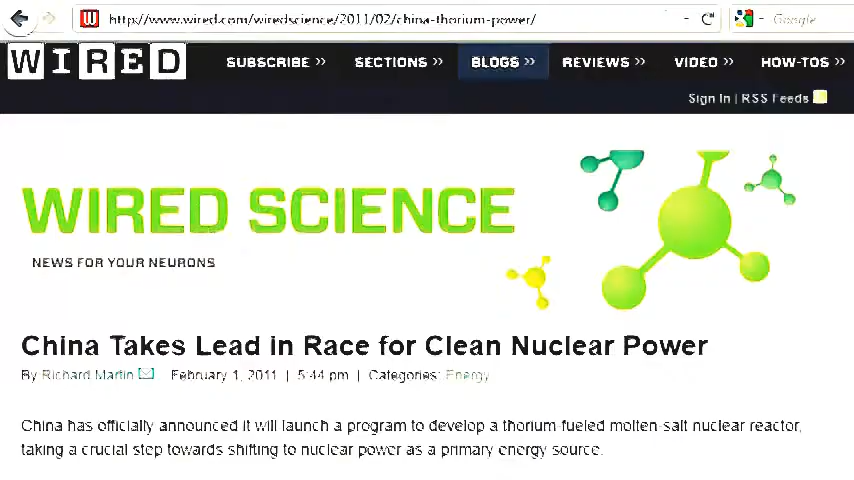 http://www.wired.com/wiredscience/2011/02/china-thorium-power/
Google
WIRED
SUBSCRIBE >> SECTIONS >> BLOGS >> REVIEWS >> VIDEO >> HOW-TOS >>
Sign In | RSS Feeds
WIRED SCIENCE
NEWS FOR YOUR NEURONS
China Takes Lead in Race for Clean Nuclear Power
By Richard Martin February 1, 2011 | 5:44 pm | Categories: Energy
China has officially announced it will launch a program to develop a thorium-fueled molten-salt nuclear reactor,
taking a crucial step towards shifting to nuclear power as a primary energy source.